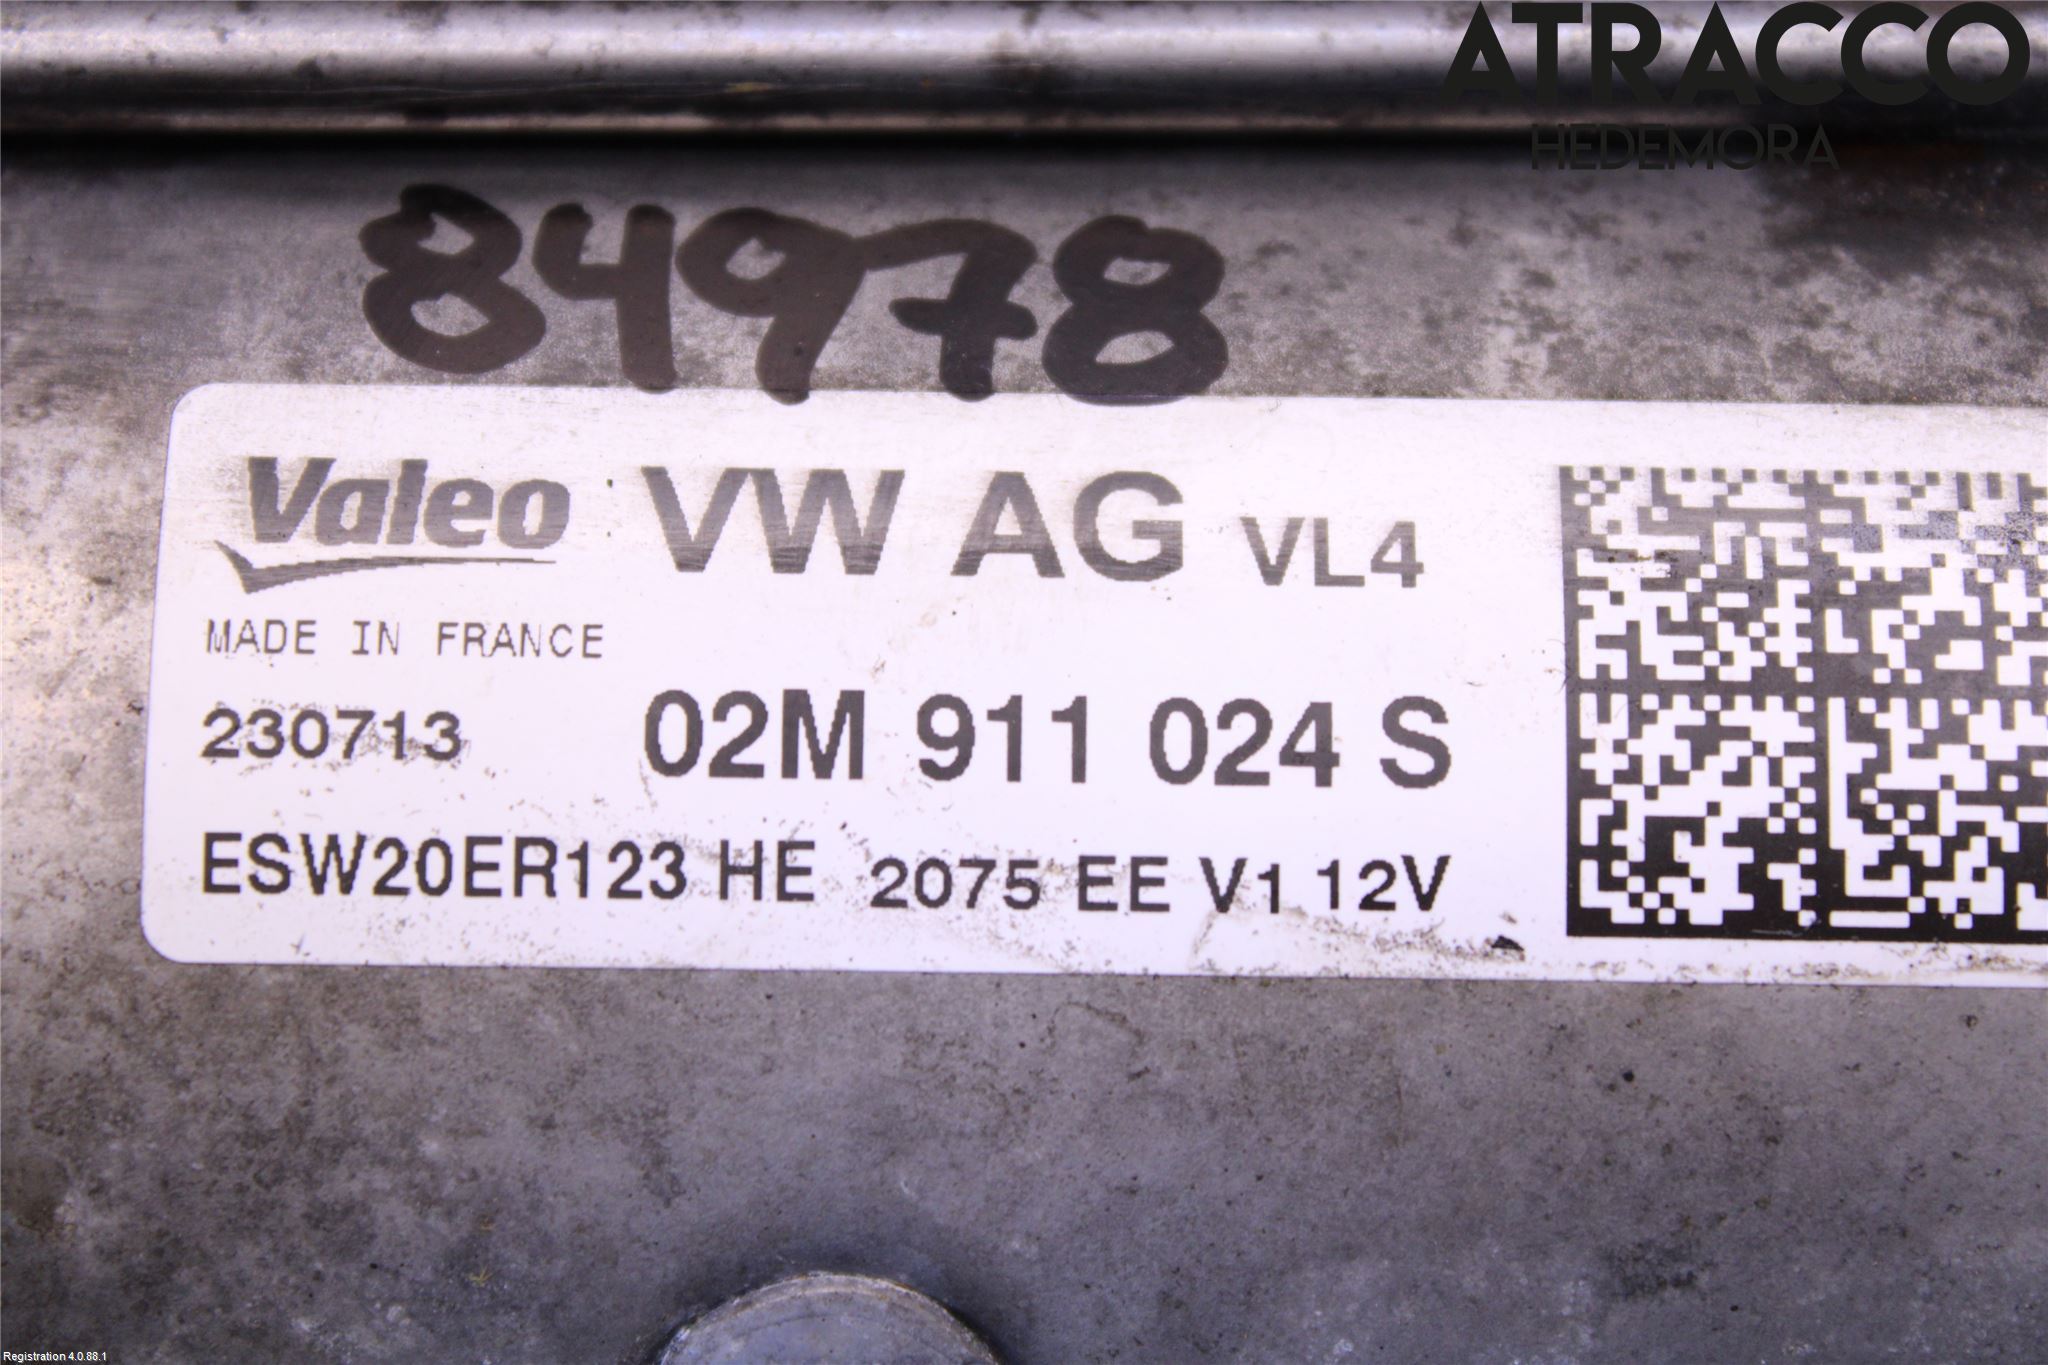 ATRACCO
HEDEMORA
84978
Valeo VW AG VL4
MADE IN FRANCE
230713 02M 911 024 S
ESW20ER123 HE 2075 EE V1 12V
Registration 4.0.88.1